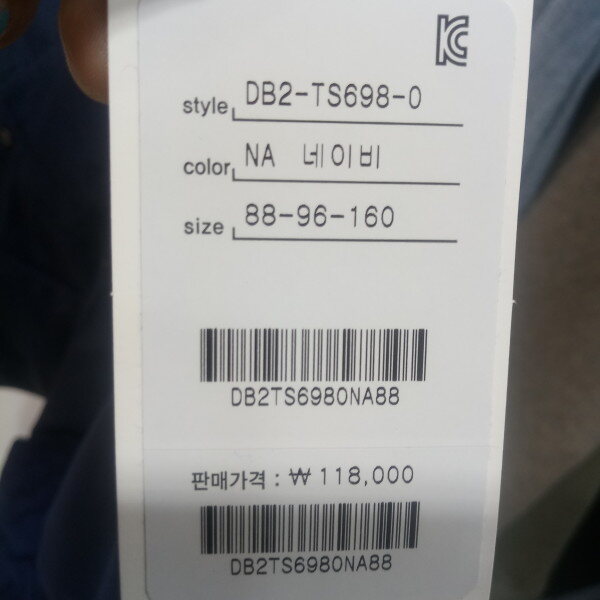 KC
style DB2-TS698-0
color NA 네이비
size 88-96-160
DB2TS6980NA88
판매가격 : ₩ 118,000
DB2TS6980NA88